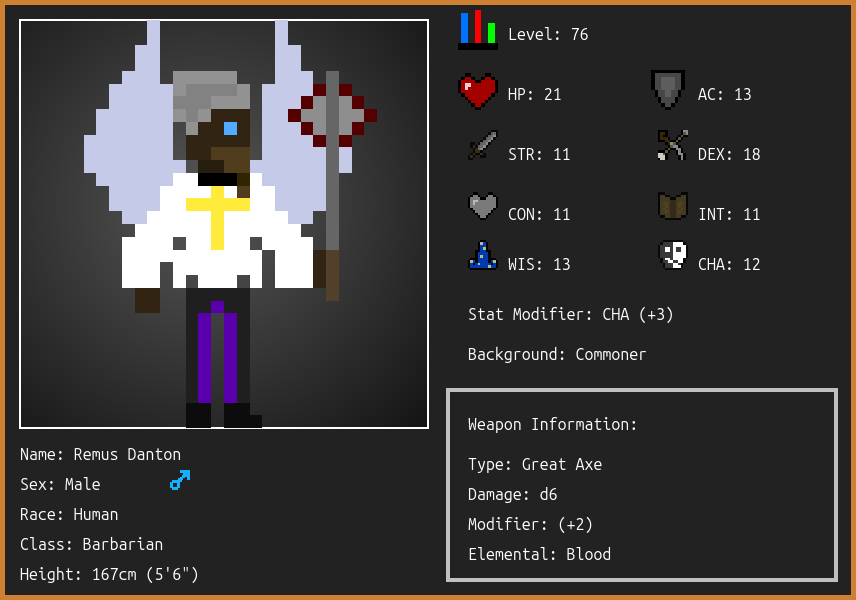 Level: 76
HP: 21
AC: 13
STR: 11
DEX: 18
CON: 11
INT: 11
WIS: 13
CHA: 12
Stat Modifier: CHA (+3)
Background: Commoner
Weapon Information:
Type: Great Axe
Damage: d6
Modifier: (+2)
Elemental: Blood
Name: Remus Danton
Sex: Male
Race: Human
Class: Barbarian
Height: 167cm (5'6")